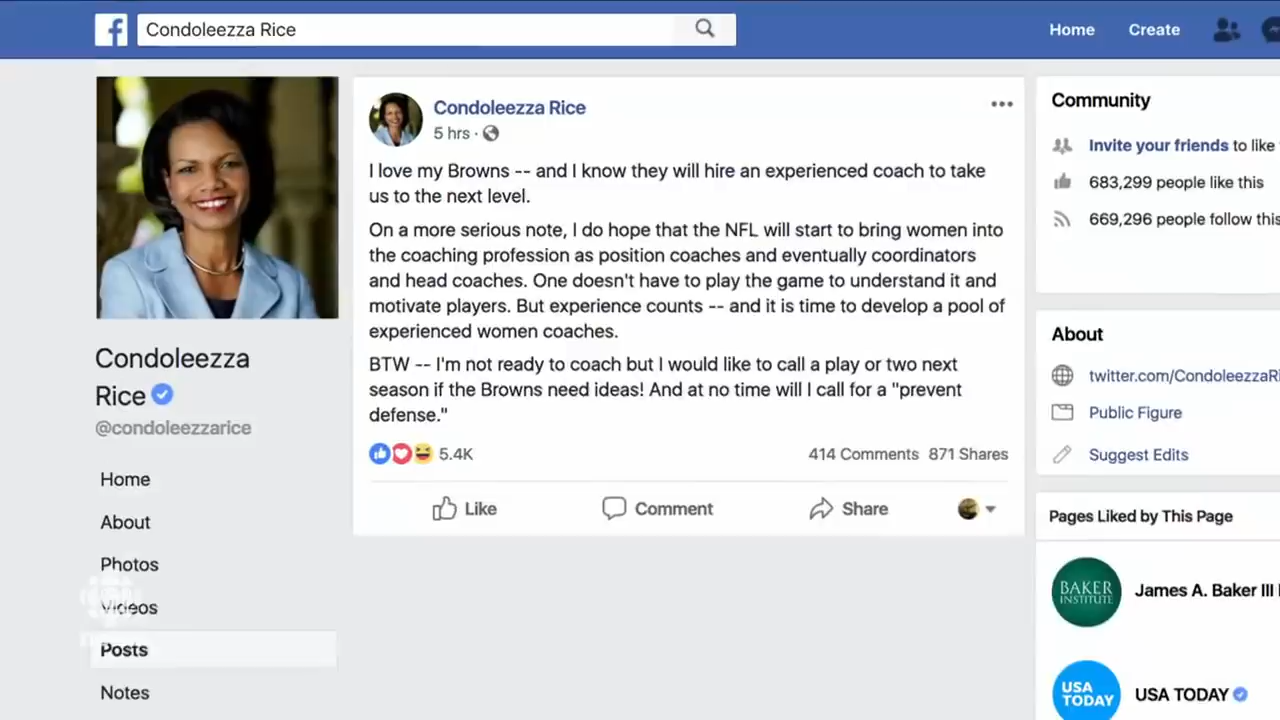 Condoleezza Rice
Home
Create
Condoleezza Rice
5 hrs ·
I love my Browns -- and I know they will hire an experienced coach to take
us to the next level.
On a more serious note, I do hope that the NFL will start to bring women into
the coaching profession as position coaches and eventually coordinators
and head coaches. One doesn't have to play the game to understand it and
motivate players. But experience counts -- and it is time to develop a pool of
experienced women coaches.
BTW -- I'm not ready to coach but I would like to call a play or two next
season if the Browns need ideas! And at no time will I call for a "prevent
defense."
5.4K
414 Comments 871 Shares
Like
Comment
Share
Condoleezza
Rice
@condoleezzarice
Home
About
Photos
Videos
Posts
Notes
Community
Invite your friends to like
683,299 people like this
669,296 people follow this
About
twitter.com/CondoleezzaRi
Public Figure
Suggest Edits
Pages Liked by This Page
BAKER
INSTITUTE
James A. Baker III
USA
TODAY
USA TODAY